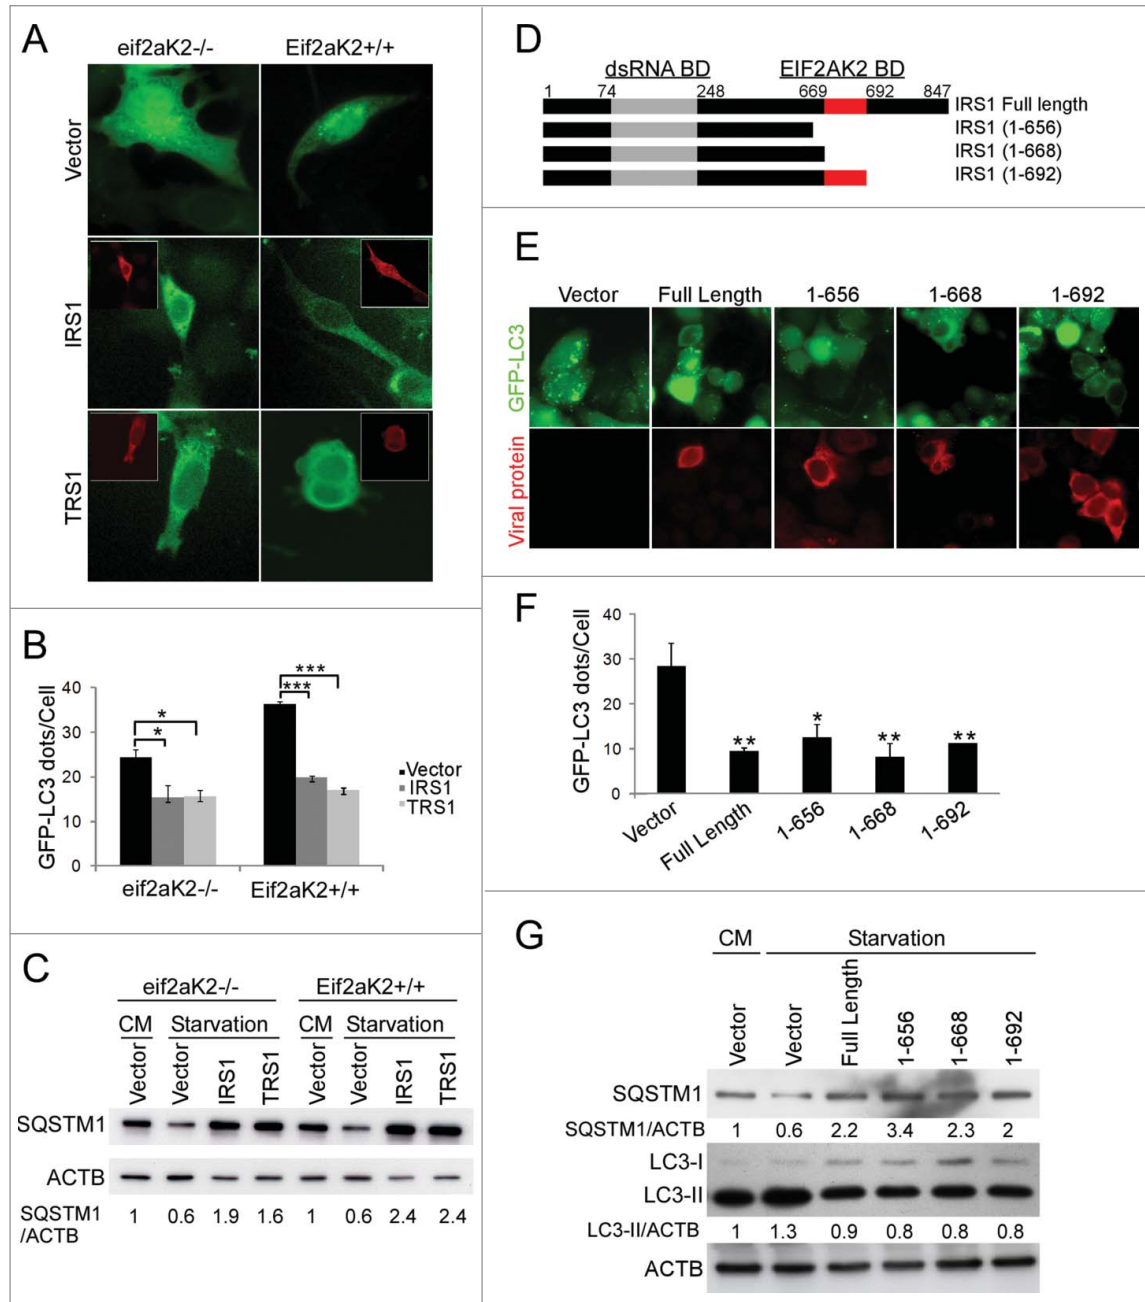 A
eif2aK2-/- Eif2aK2+/+
Vector
IRS1
TRS1
B
GFP-LC3 dots/Cell
40
30
20
10
0
* * *** ***
Vector
IRS1
TRS1
eif2aK2-/- Eif2aK2+/+
C
eif2aK2-/- Eif2aK2+/+
CM Starvation CM Starvation
Vector Vector IRS1 TRS1 Vector Vector IRS1 TRS1
SQSTM1
ACTB
SQSTM1 /ACTB 1 0.6 1.9 1.6 1 0.6 2.4 2.4
D
dsRNA BD EIF2AK2 BD
1 74 248 669 692 847
IRS1 Full length
IRS1 (1-656)
IRS1 (1-668)
IRS1 (1-692)
E
Vector Full Length 1-656 1-668 1-692
GFP-LC3
Viral protein
F
GFP-LC3 dots/Cell
40
30
20
10
0
** * ** **
Vector Full Length 1-656 1-668 1-692
G
CM Starvation
Vector Vector Full Length 1-656 1-668 1-692
SQSTM1
SQSTM1/ACTB 1 0.6 2.2 3.4 2.3 2
LC3-I
LC3-II
LC3-II/ACTB 1 1.3 0.9 0.8 0.8 0.8
ACTB